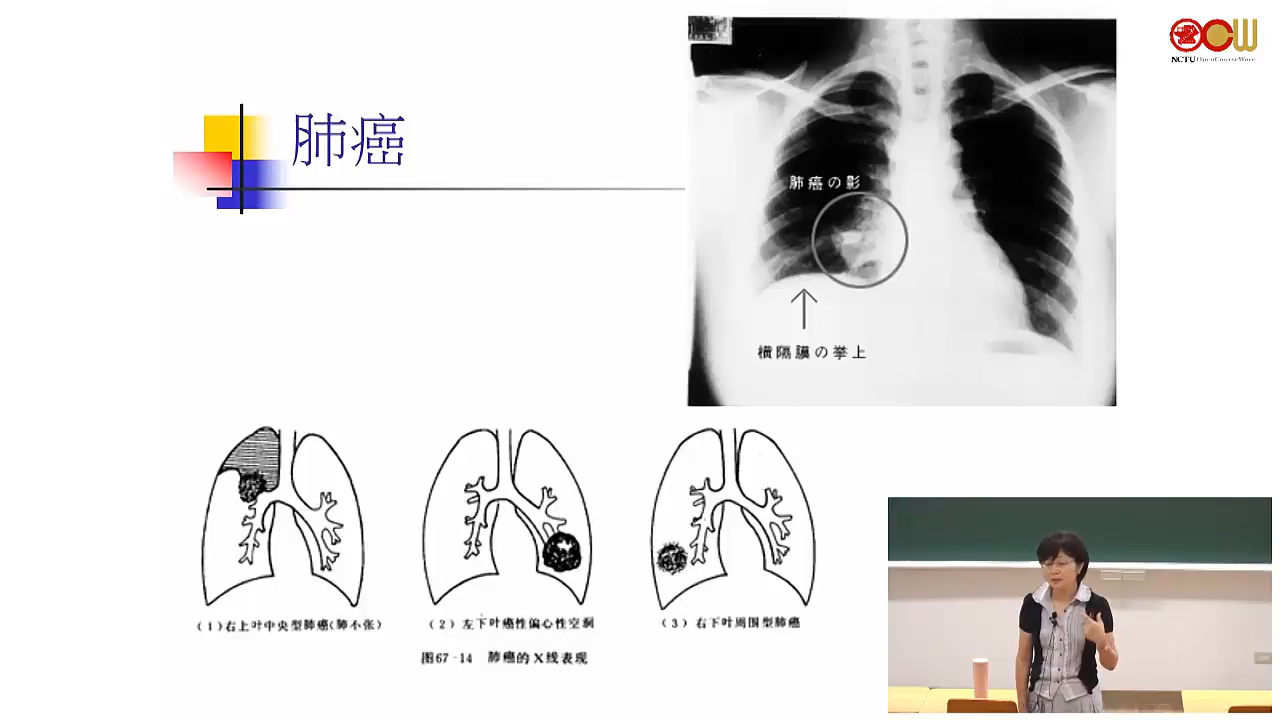 OCW
NCTU OpenCourseWare
肺癌
肺癌の影
横隔膜の挙上
(1)右上叶中央型肺癌(肺不张)
(2)左下叶癌性偏心性空洞
(3)右下叶周围型肺癌
图67-14 肺癌的X线表现